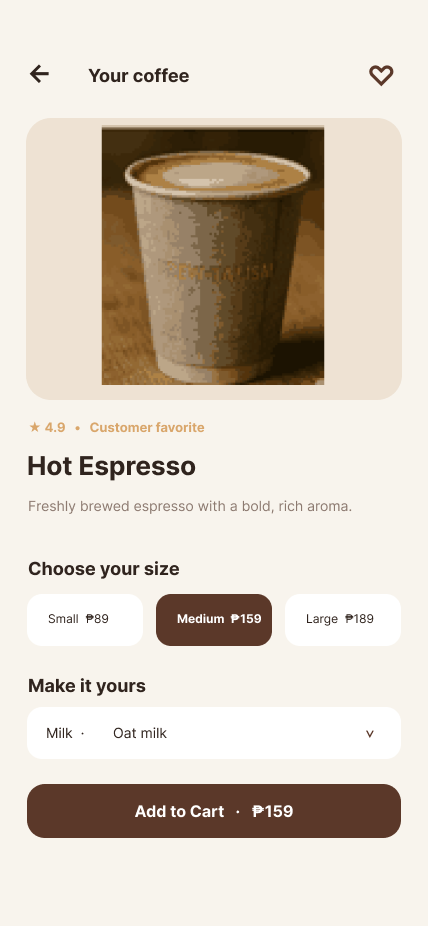 Your coffee
★ 4.9 • Customer favorite
Hot Espresso
Freshly brewed espresso with a bold, rich aroma.
Choose your size
Small ₱89
Medium ₱159
Large ₱89
Make it yours
Milk · Oat milk
Add to Cart · ₱159